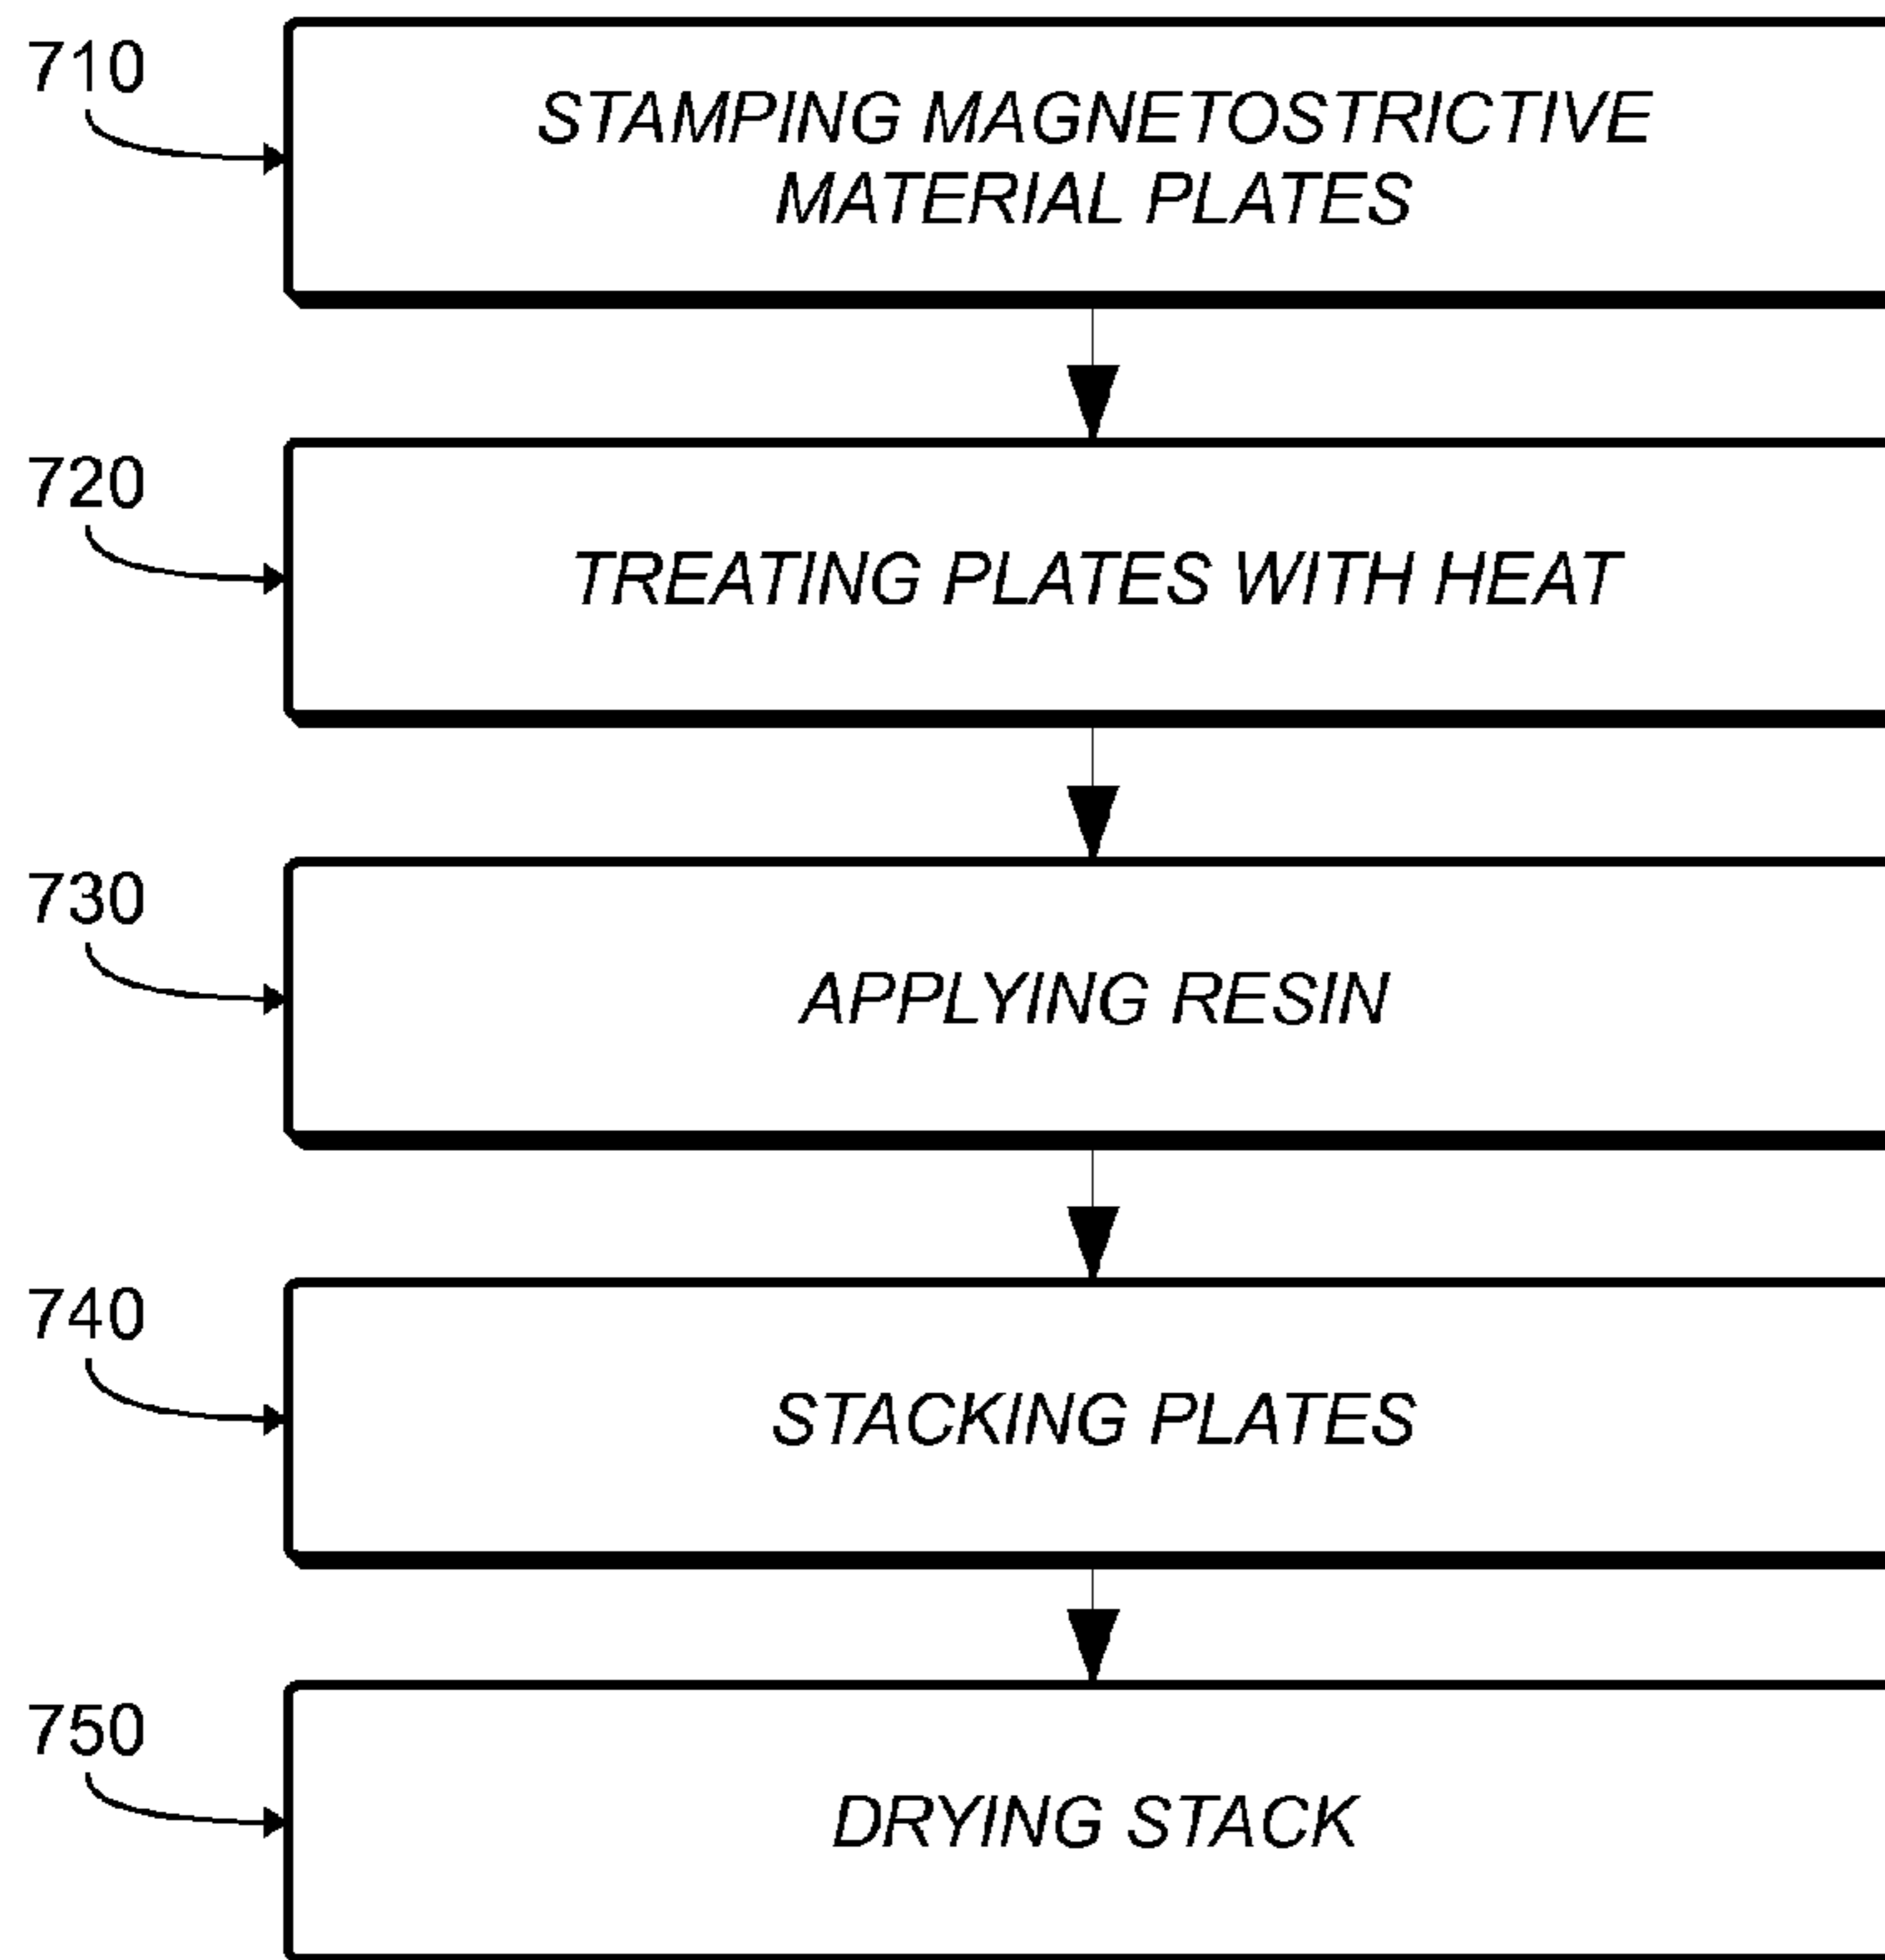 710
STAMPING MAGNETOSTRICTIVE
MATERIAL PLATES
720
TREATING PLATES WITH HEAT
730
APPLYING RESIN
740
STACKING PLATES
750
DRYING STACK